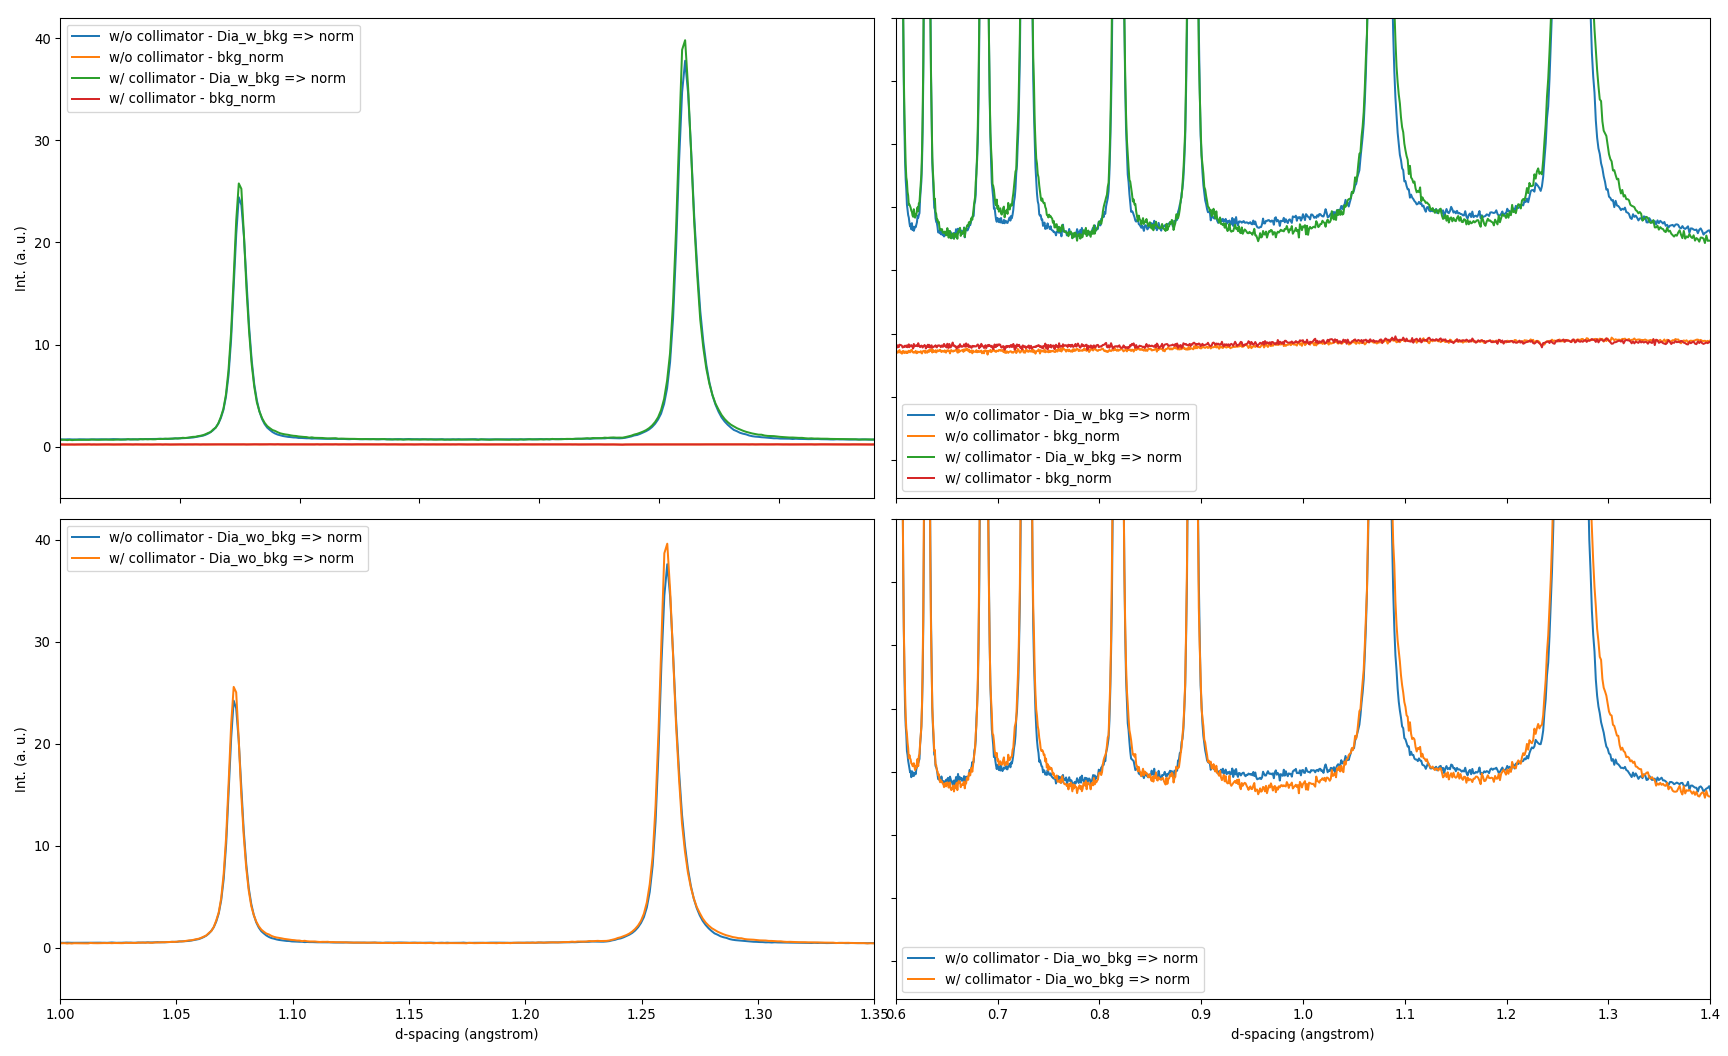 w/o collimator - Dia_w_bkg => norm
w/o collimator - bkg_norm
w/ collimator - Dia_w_bkg => norm
w/ collimator - bkg_norm
40
30
20
10
0
Int. (a. u.)
w/o collimator - Dia_w_bkg => norm
w/o collimator - bkg_norm
w/ collimator - Dia_w_bkg => norm
w/ collimator - bkg_norm
w/o collimator - Dia_wo_bkg => norm
w/ collimator - Dia_wo_bkg => norm
40
30
20
10
0
Int. (a. u.)
1.00 1.05 1.10 1.15 1.20 1.25 1.30 1.35
d-spacing (angstrom)
w/o collimator - Dia_wo_bkg => norm
w/ collimator - Dia_wo_bkg => norm
0.6 0.7 0.8 0.9 1.0 1.1 1.2 1.3 1.4
d-spacing (angstrom)